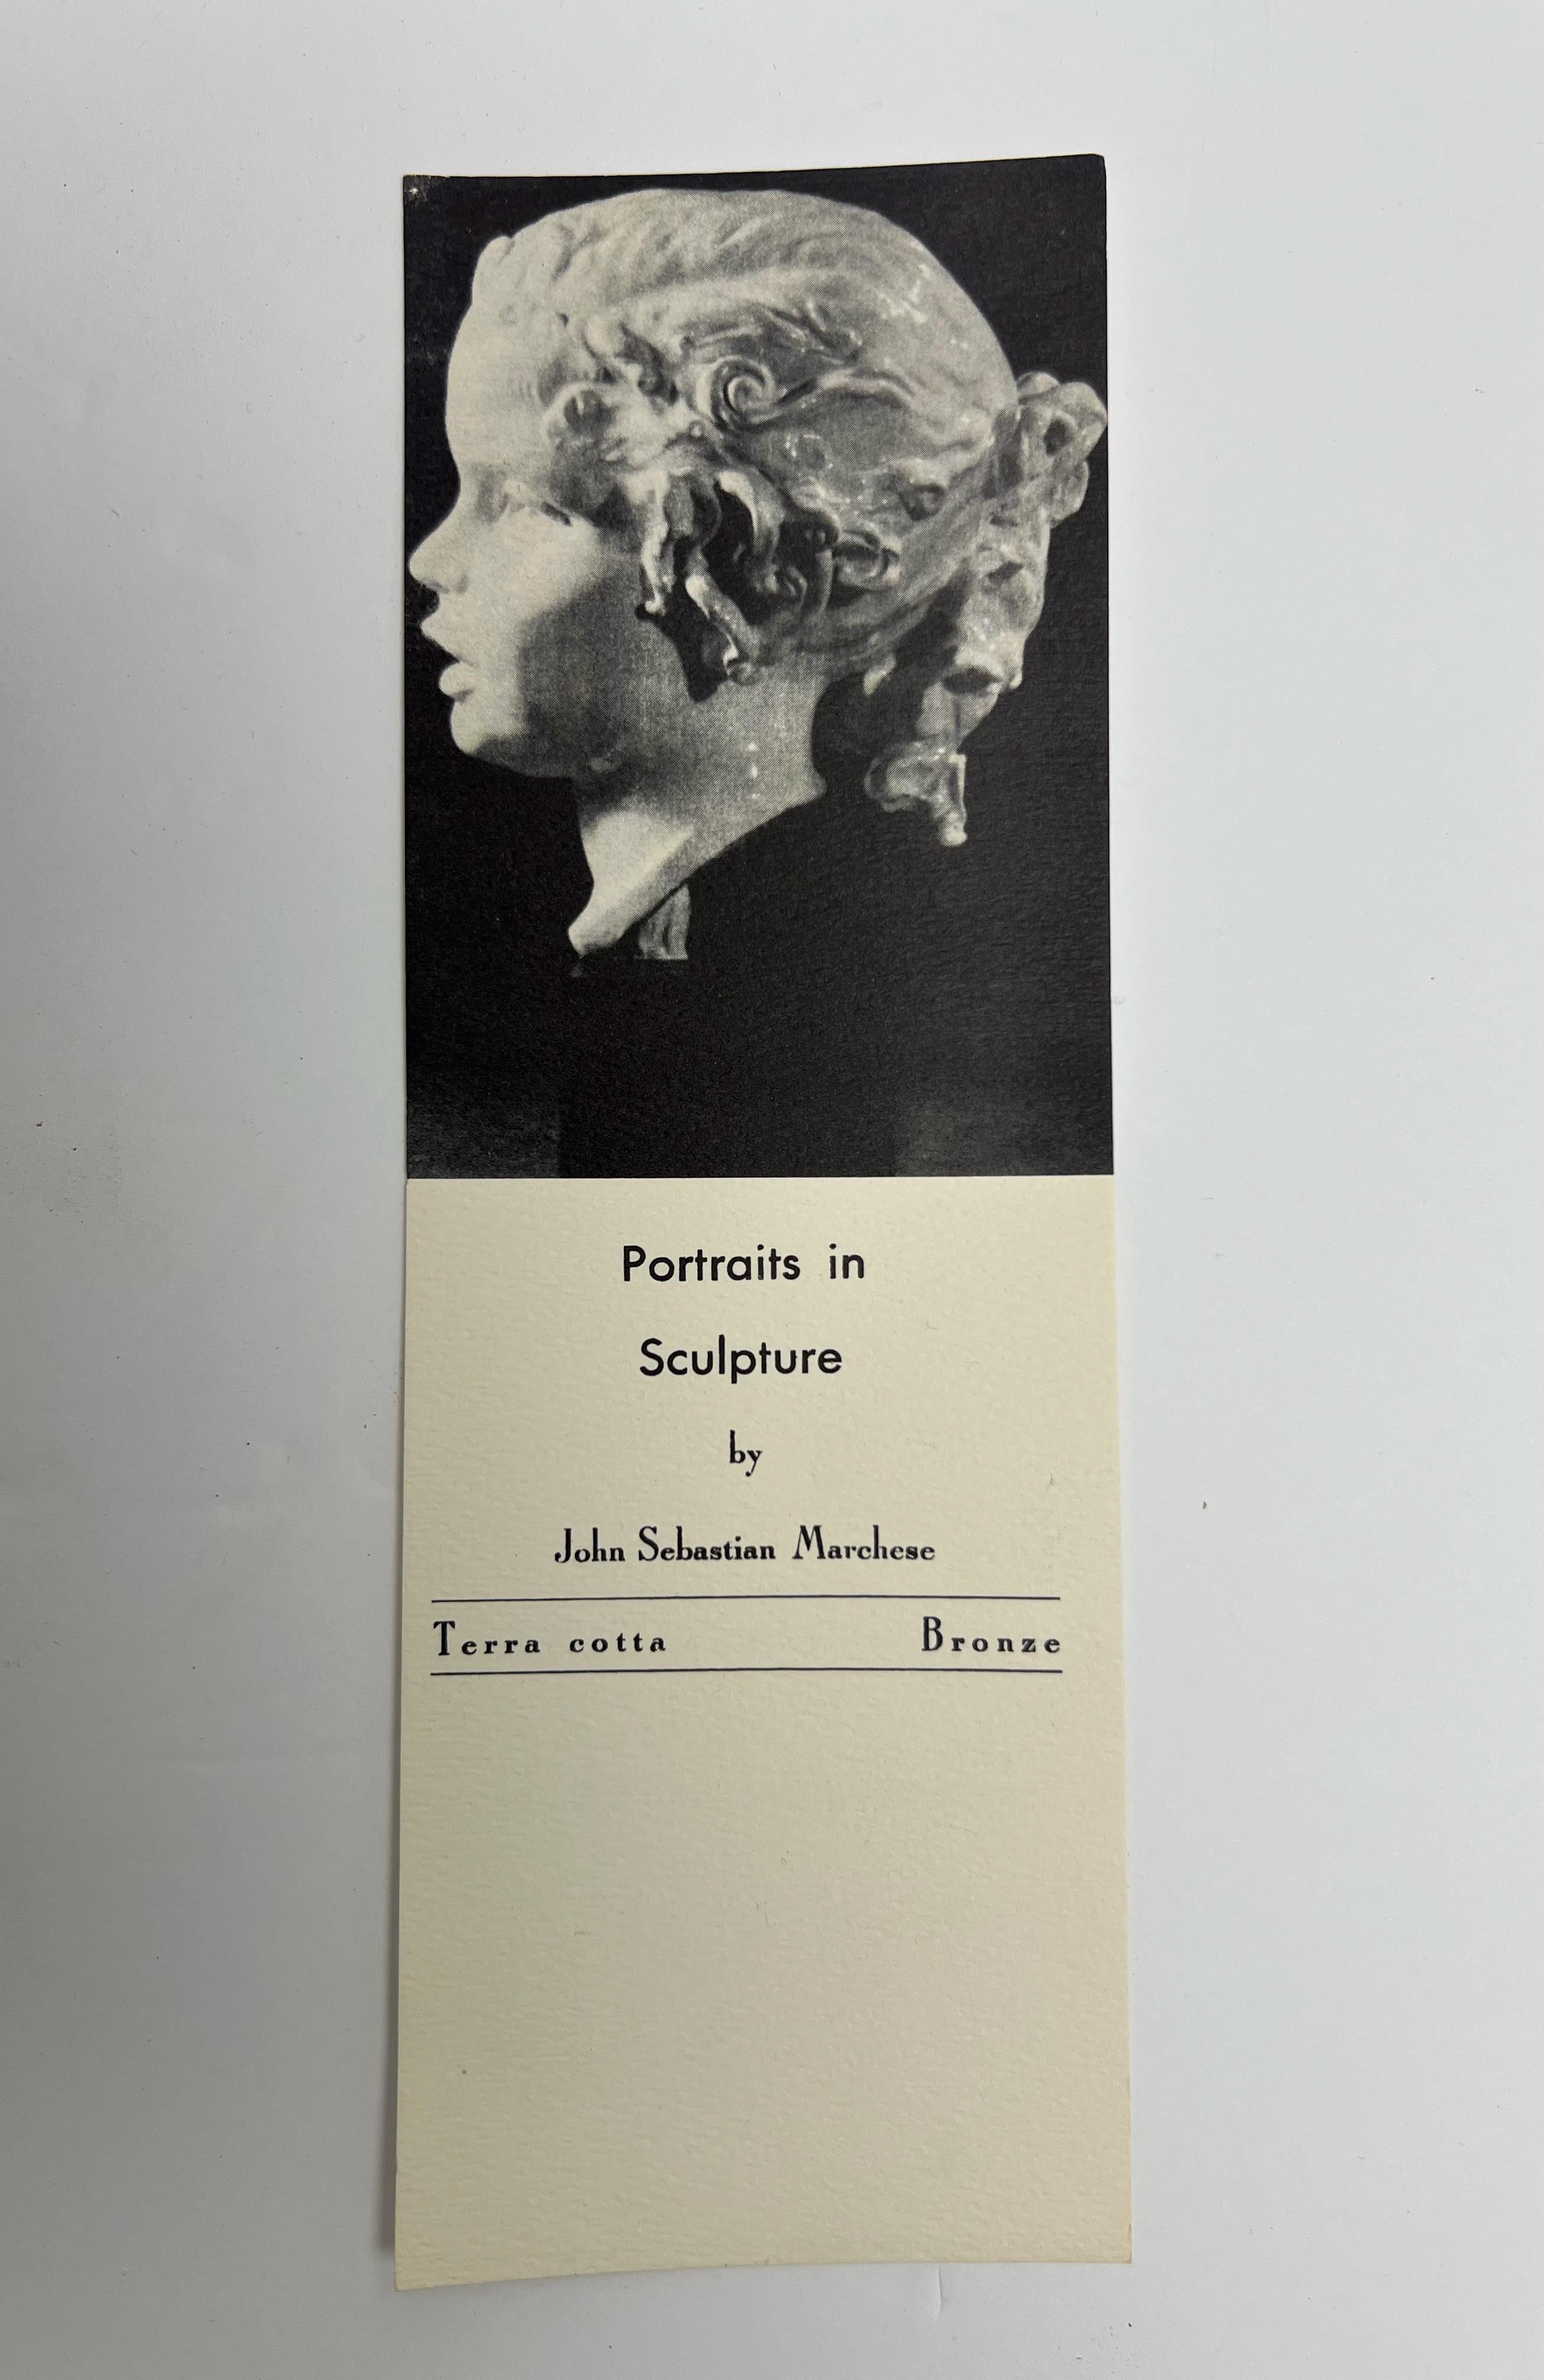 Portraits in
Sculpture
by
John Sebastian Marchese
Terra cotta Bronze